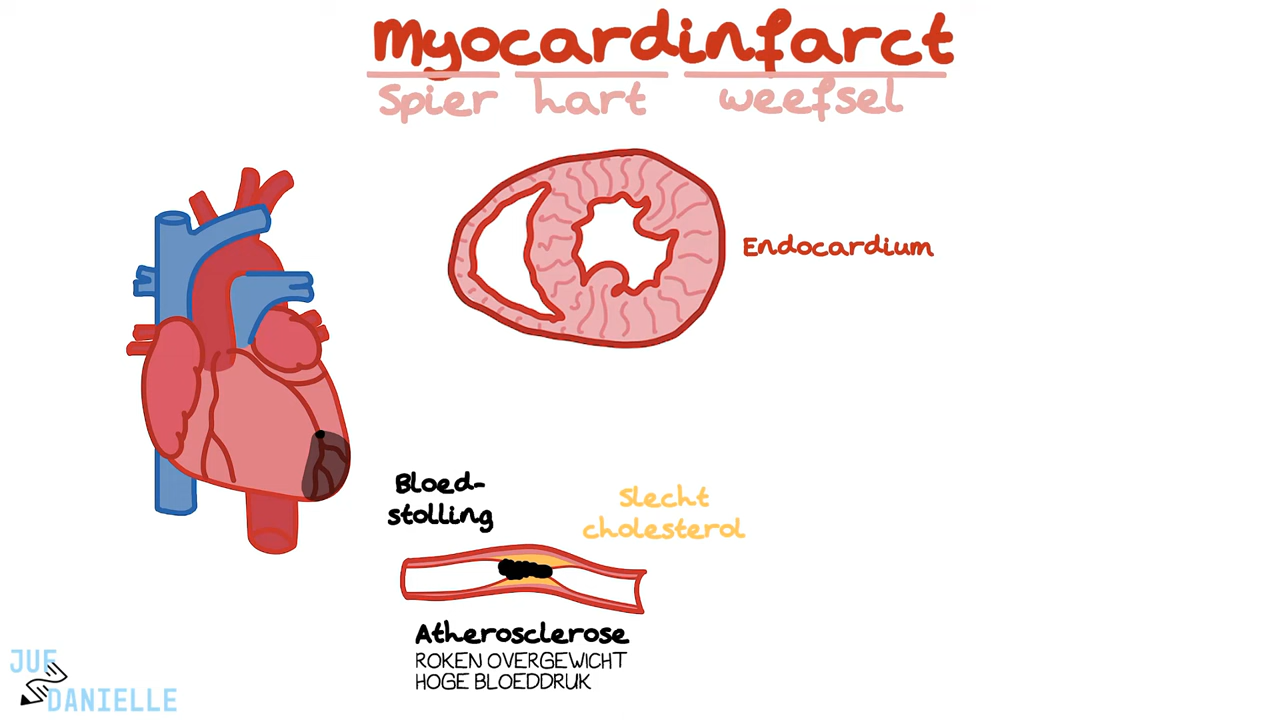 Myocardinfarct
Spier hart weefsel
Endocardium
Bloed-
stolling
Slecht
cholesterol
Atherosclerose
ROKEN OVERGEWICHT
HOGE BLOEDDRUK
JUF
DANIELLE